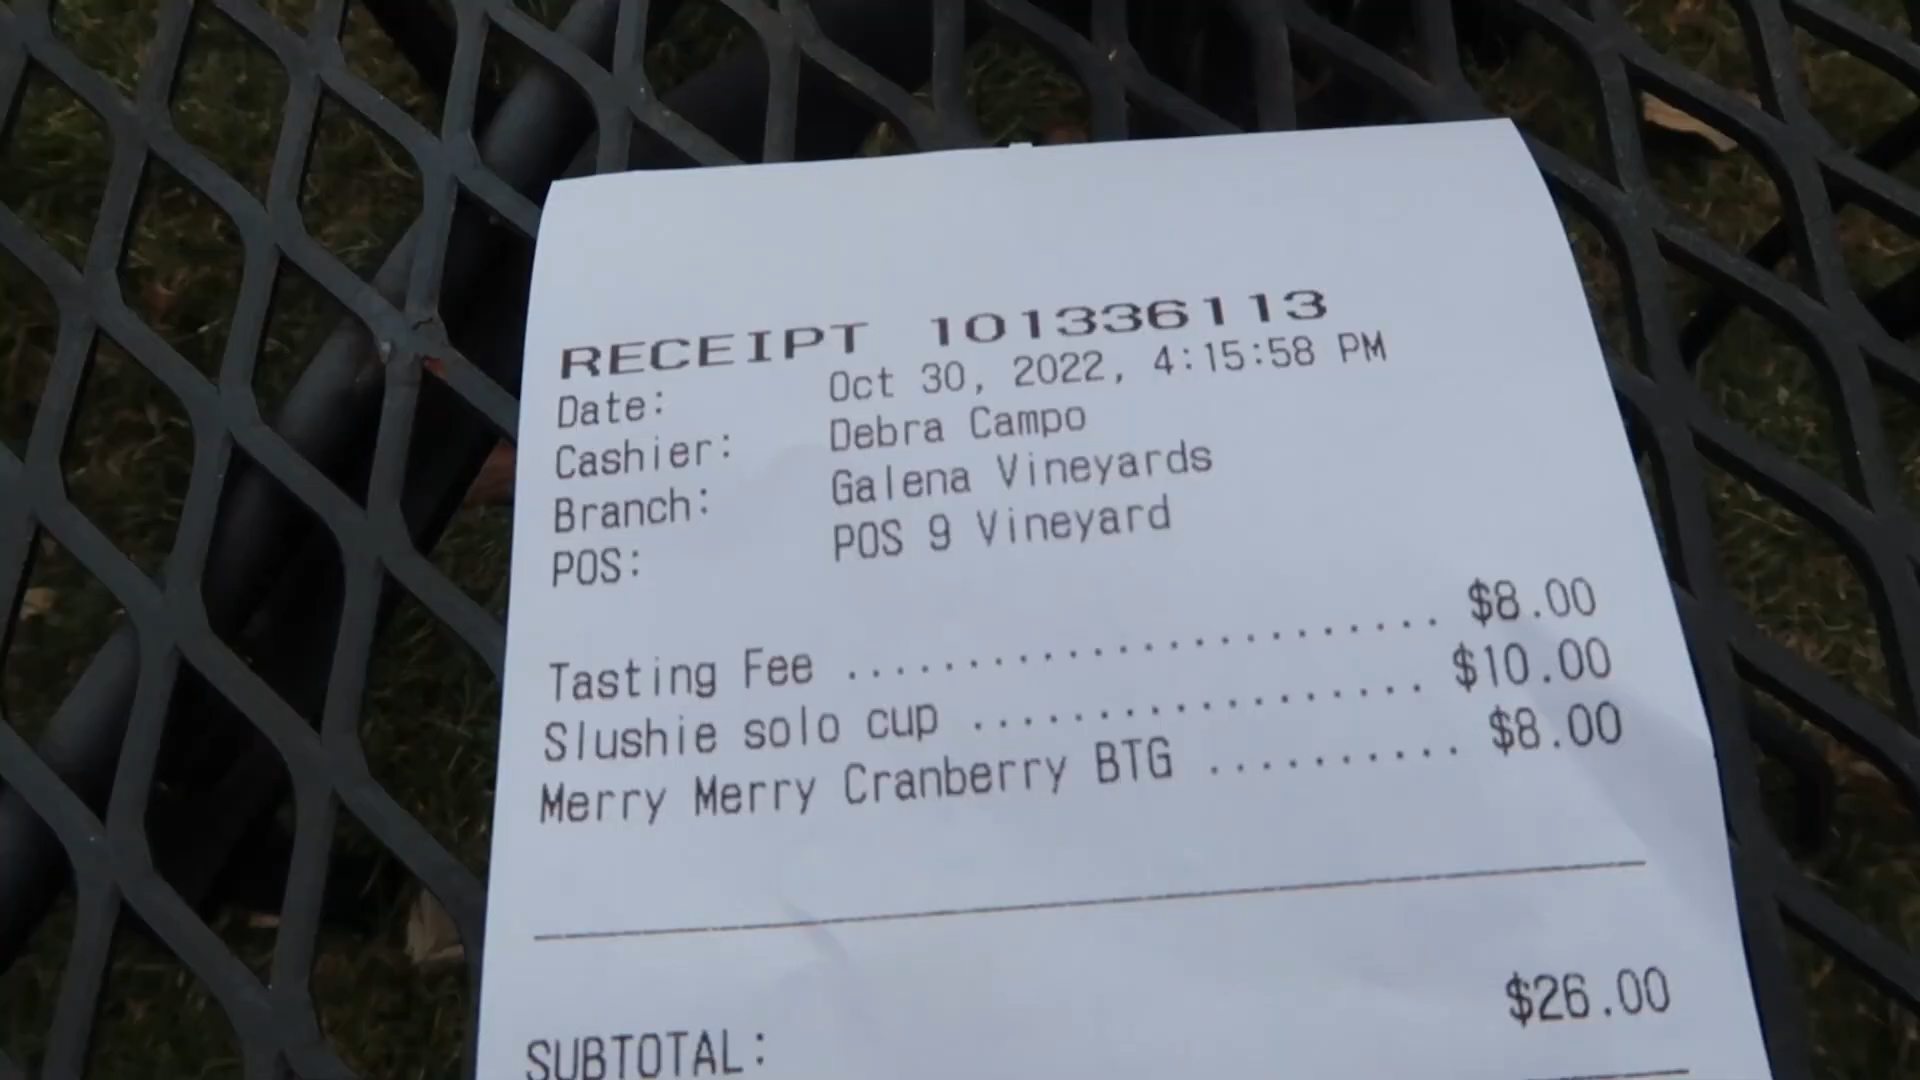 RECEIPT 101336113
Date: Oct 30, 2022, 4:15:58 PM
Cashier: Debra Campo
Branch: Galena Vineyards
POS: POS 9 Vineyard
Tasting Fee ........................ $8.00
Slushie solo cup .................. $10.00
Merry Merry Cranberry BTG .......... $8.00
SUBTOTAL: $26.00